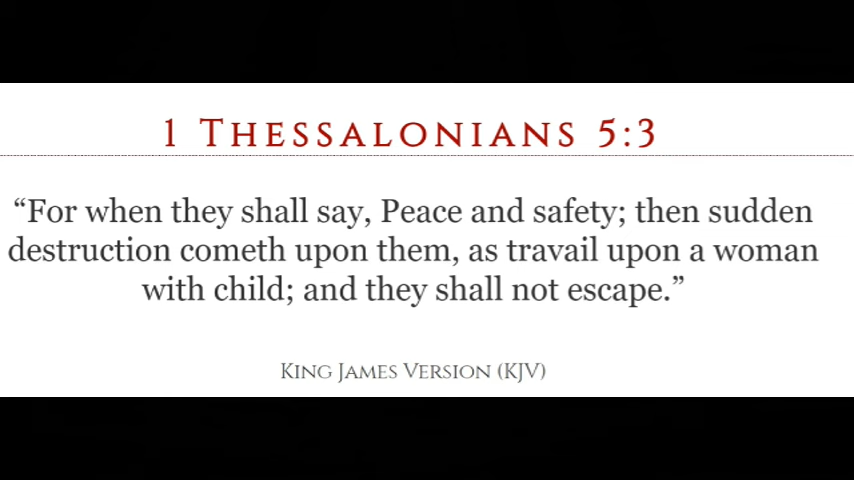 1 Thessalonians 5:3
“For when they shall say, Peace and safety; then sudden
destruction cometh upon them, as travail upon a woman
with child; and they shall not escape.”
King James Version (KJV)